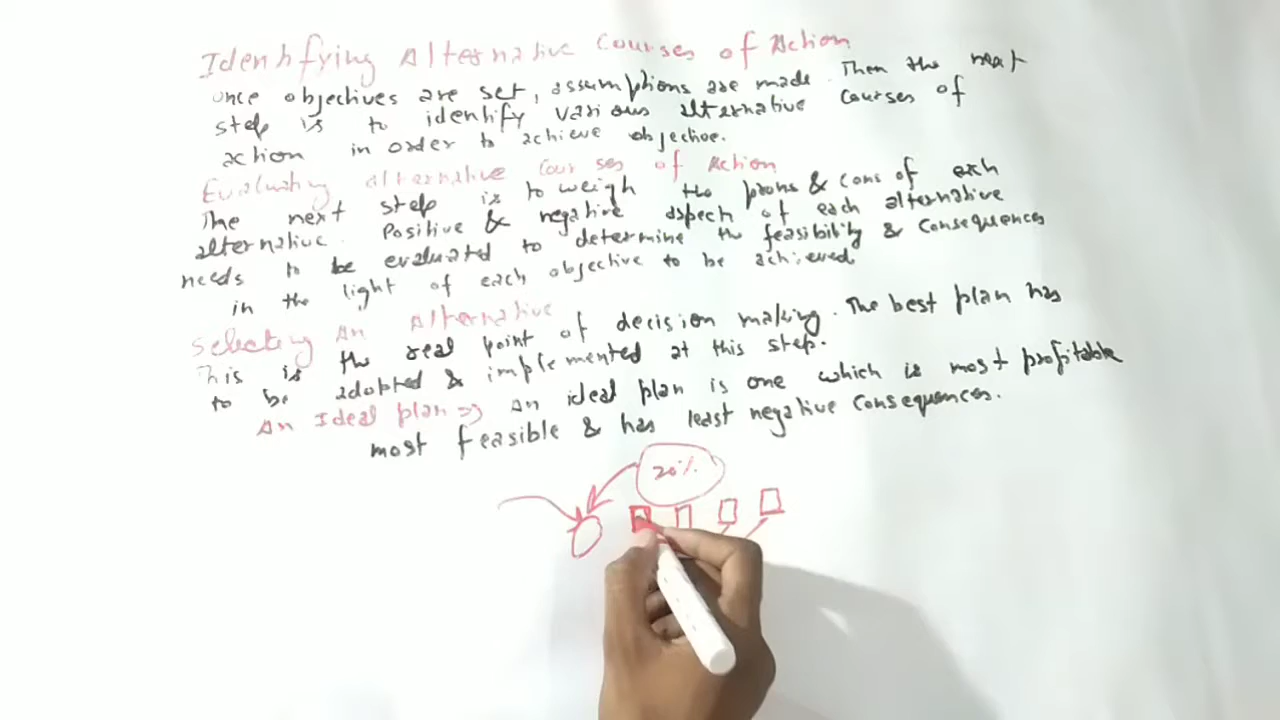 Identifying Alternative Courses of Action
once objectives are set, assumptions are made. Then the next
step is to identify various alternative courses of
action in order to achieve objective.
Evaluating alternative Courses of Action
The next step is to weigh the prons & cons of each
alternative. Positive & negative aspect of each alternative
needs to be evaluated to determine the feasibility & consequences
in the light of each objective to be achieved.
Selecting An Alternative
This is the real point of decision making. The best plan has
to be adopted & implemented at this step.
An Ideal plan => An ideal plan is one which is most profitable
most feasible & has least negative consequences.
20%